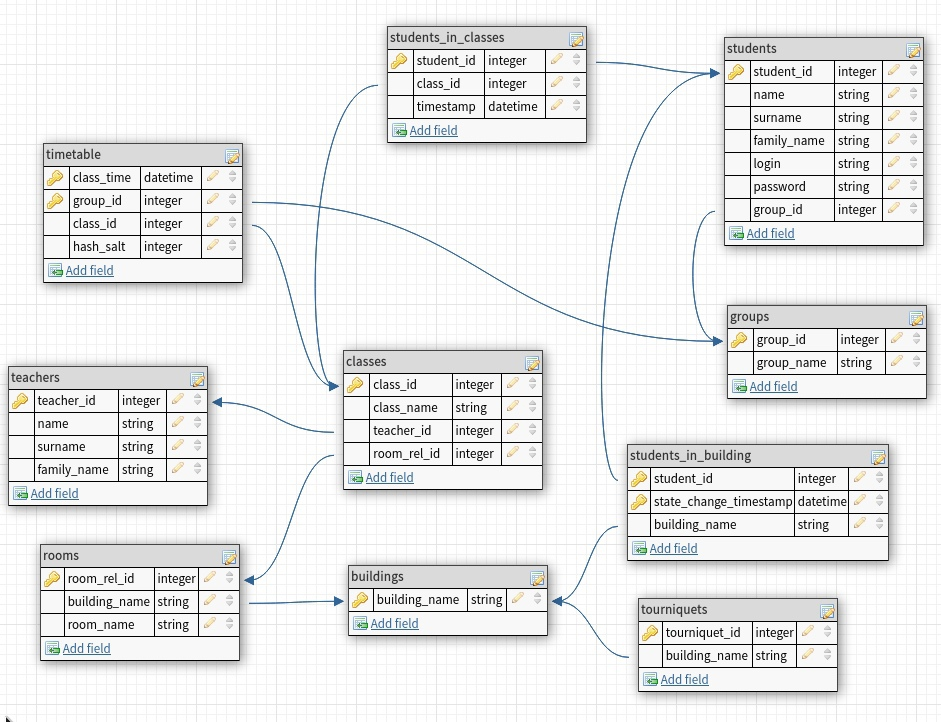 students_in_classes
student_id integer
class_id integer
timestamp datetime
Add field
students
student_id integer
name string
surname string
family_name string
login string
password string
group_id integer
Add field
timetable
class_time datetime
group_id integer
class_id integer
hash_salt integer
Add field
groups
group_id integer
group_name string
Add field
classes
class_id integer
class_name string
teacher_id integer
room_rel_id integer
Add field
teachers
teacher_id integer
name string
surname string
family_name string
Add field
students_in_building
student_id integer
state_change_timestamp datetime
building_name string
Add field
rooms
room_rel_id integer
building_name string
room_name string
Add field
buildings
building_name string
Add field
tourniquets
tourniquet_id integer
building_name string
Add field